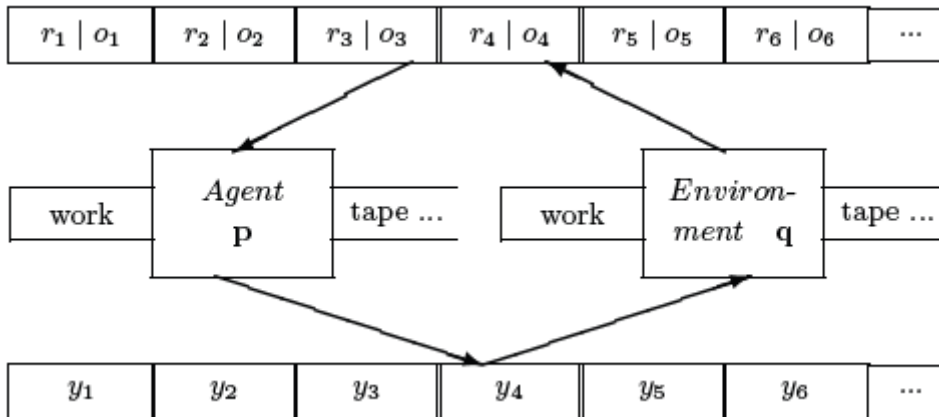 r₁ | o₁ r₂ | o₂ r₃ | o₃ r₄ | o₄ r₅ | o₅ r₆ | o₆ ...
work Agent p tape ... work Environ- ment q tape ...
y₁ y₂ y₃ y₄ y₅ y₆ ...